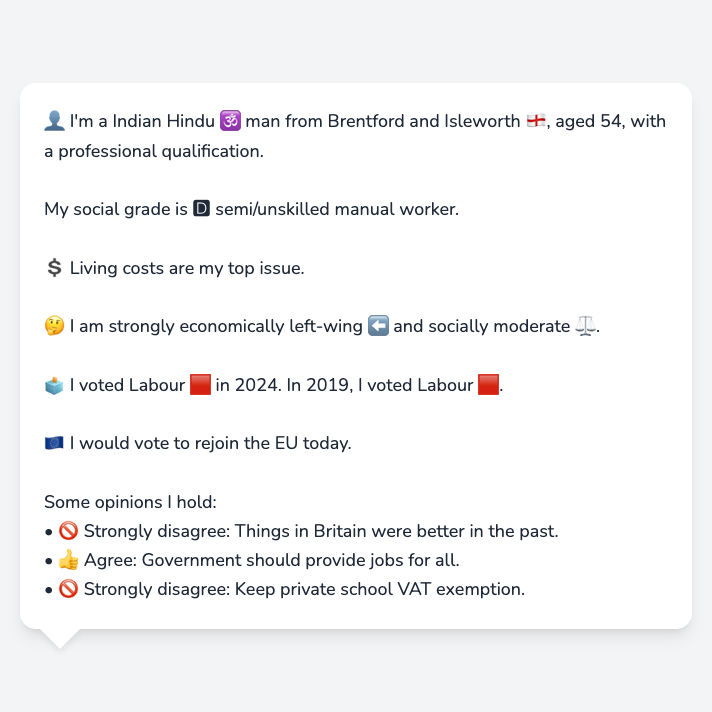 👤 I'm a Indian Hindu 🕉️ man from Brentford and Isleworth 🏴󠁧󠁢󠁥󠁮󠁧󠁿, aged 54, with
a professional qualification.
My social grade is 🅳 semi/unskilled manual worker.
💲 Living costs are my top issue.
🤔 I am strongly economically left-wing ⬅️ and socially moderate ⚖️.
🗳️ I voted Labour 🟥 in 2024. In 2019, I voted Labour 🟥.
🇪🇺 I would vote to rejoin the EU today.
Some opinions I hold:
• 🚫 Strongly disagree: Things in Britain were better in the past.
• 👍 Agree: Government should provide jobs for all.
• 🚫 Strongly disagree: Keep private school VAT exemption.